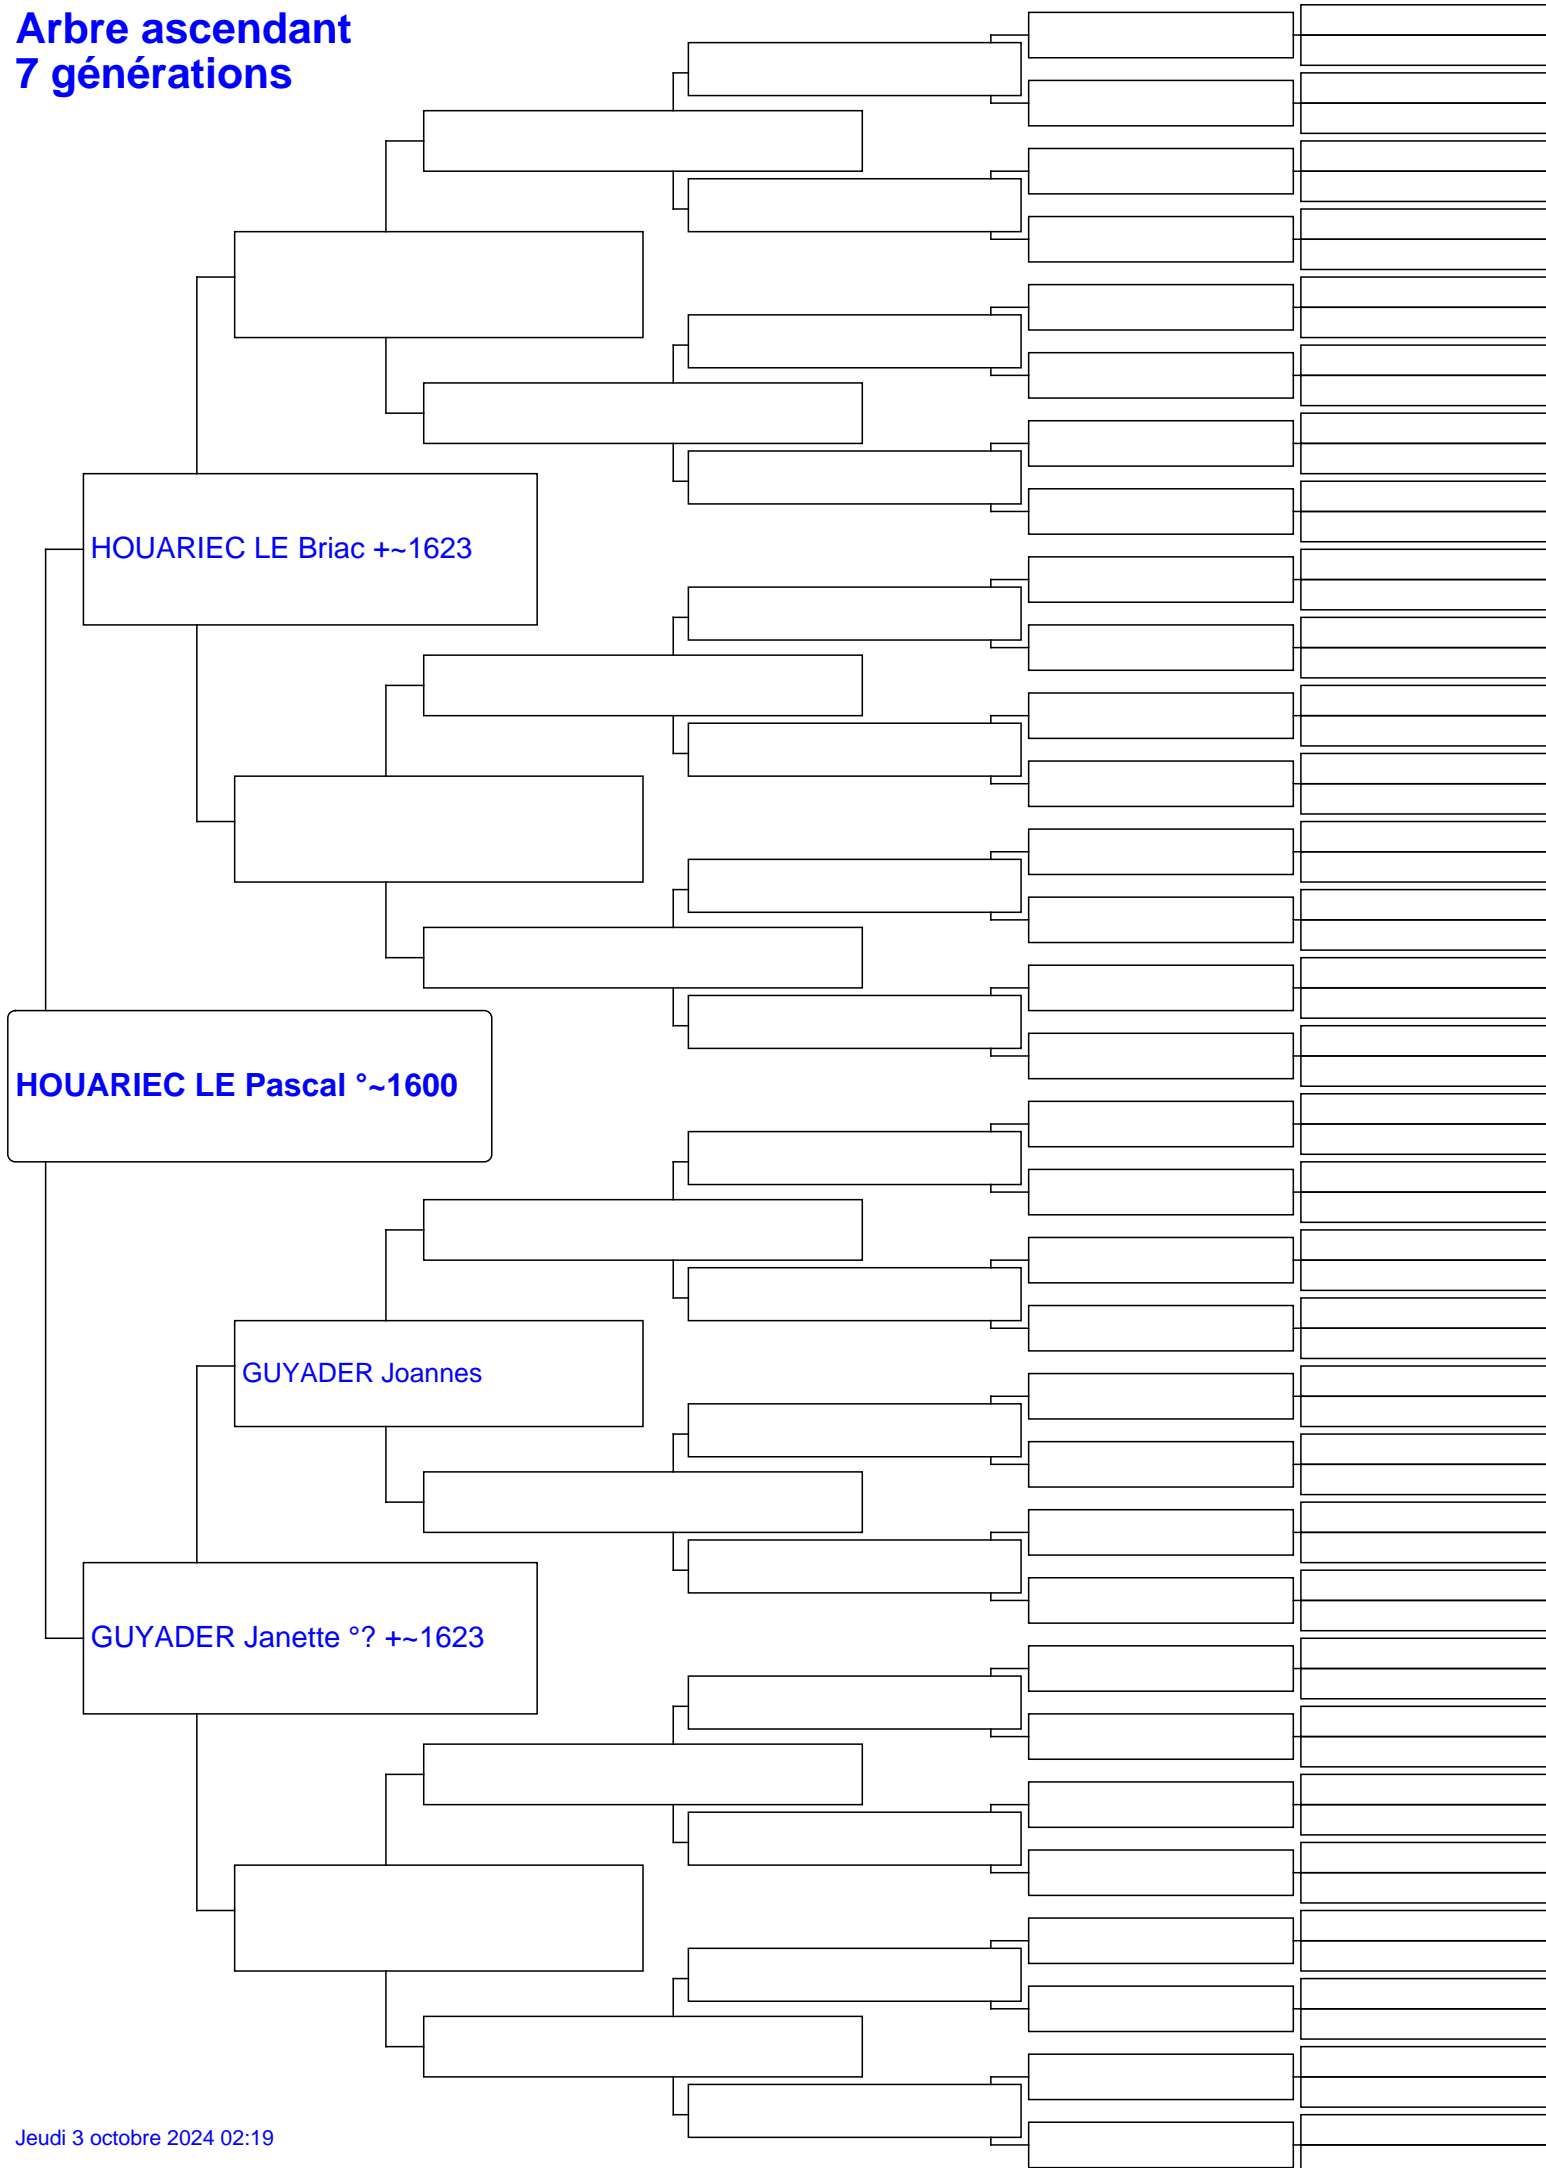 Arbre ascendant
7 générations
HOUARIEC LE Briac +~1623
HOUARIEC LE Pascal °~1600
GUYADER Joannes
GUYADER Janette °? +~1623
Jeudi 3 octobre 2024 02:19